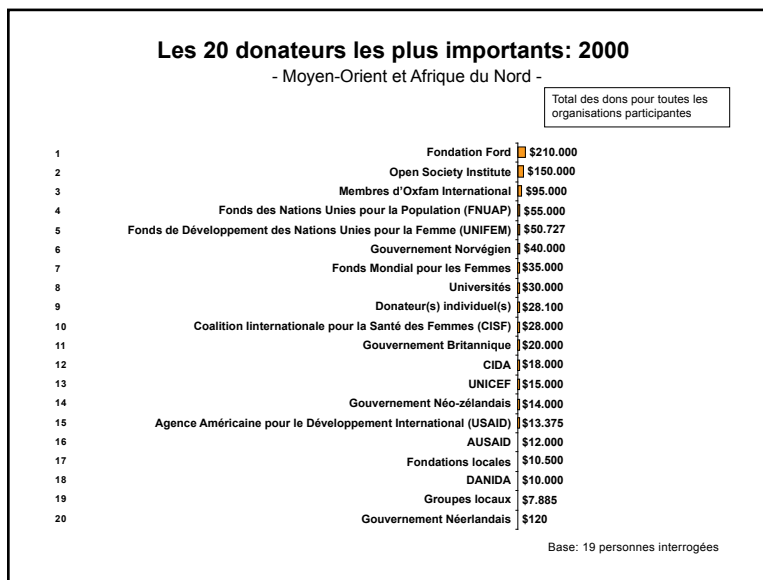 Les 20 donateurs les plus importants: 2000
- Moyen-Orient et Afrique du Nord -
Total des dons pour toutes les
organisations participantes
1 Fondation Ford $210.000
2 Open Society Institute $150.000
3 Membres d’Oxfam International $95.000
4 Fonds des Nations Unies pour la Population (FNUAP) $55.000
5 Fonds de Développement des Nations Unies pour la Femme (UNIFEM) $50.727
6 Gouvernement Norvégien $40.000
7 Fonds Mondial pour les Femmes $35.000
8 Universités $30.000
9 Donateur(s) individuel(s) $28.100
10 Coalition Iinternationale pour la Santé des Femmes (CISF) $28.000
11 Gouvernement Britannique $20.000
12 CIDA $18.000
13 UNICEF $15.000
14 Gouvernement Néo-zélandais $14.000
15 Agence Américaine pour le Développement International (USAID) $13.375
16 AUSAID $12.000
17 Fondations locales $10.500
18 DANIDA $10.000
19 Groupes locaux $7.885
20 Gouvernement Néerlandais $120
Base: 19 personnes interrogées